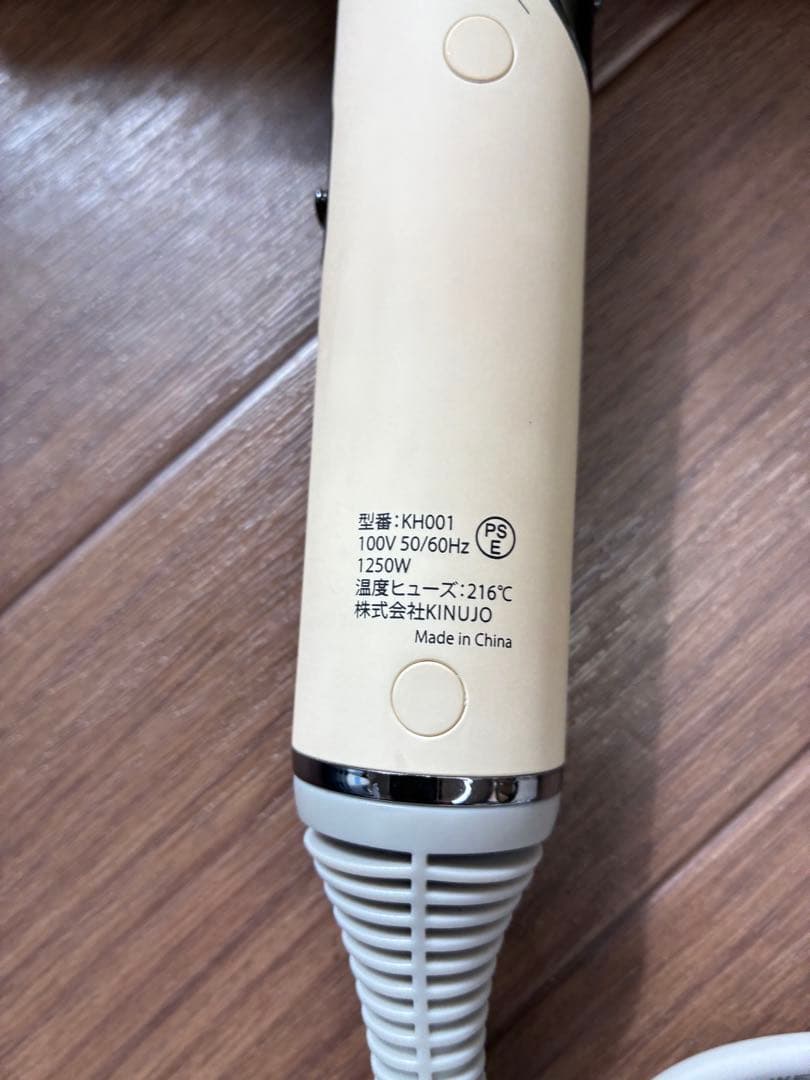 型番:KH001
100V 50/60Hz
PS
E
1250W
温度ヒューズ:216℃
株式会社KINUJO
Made in China